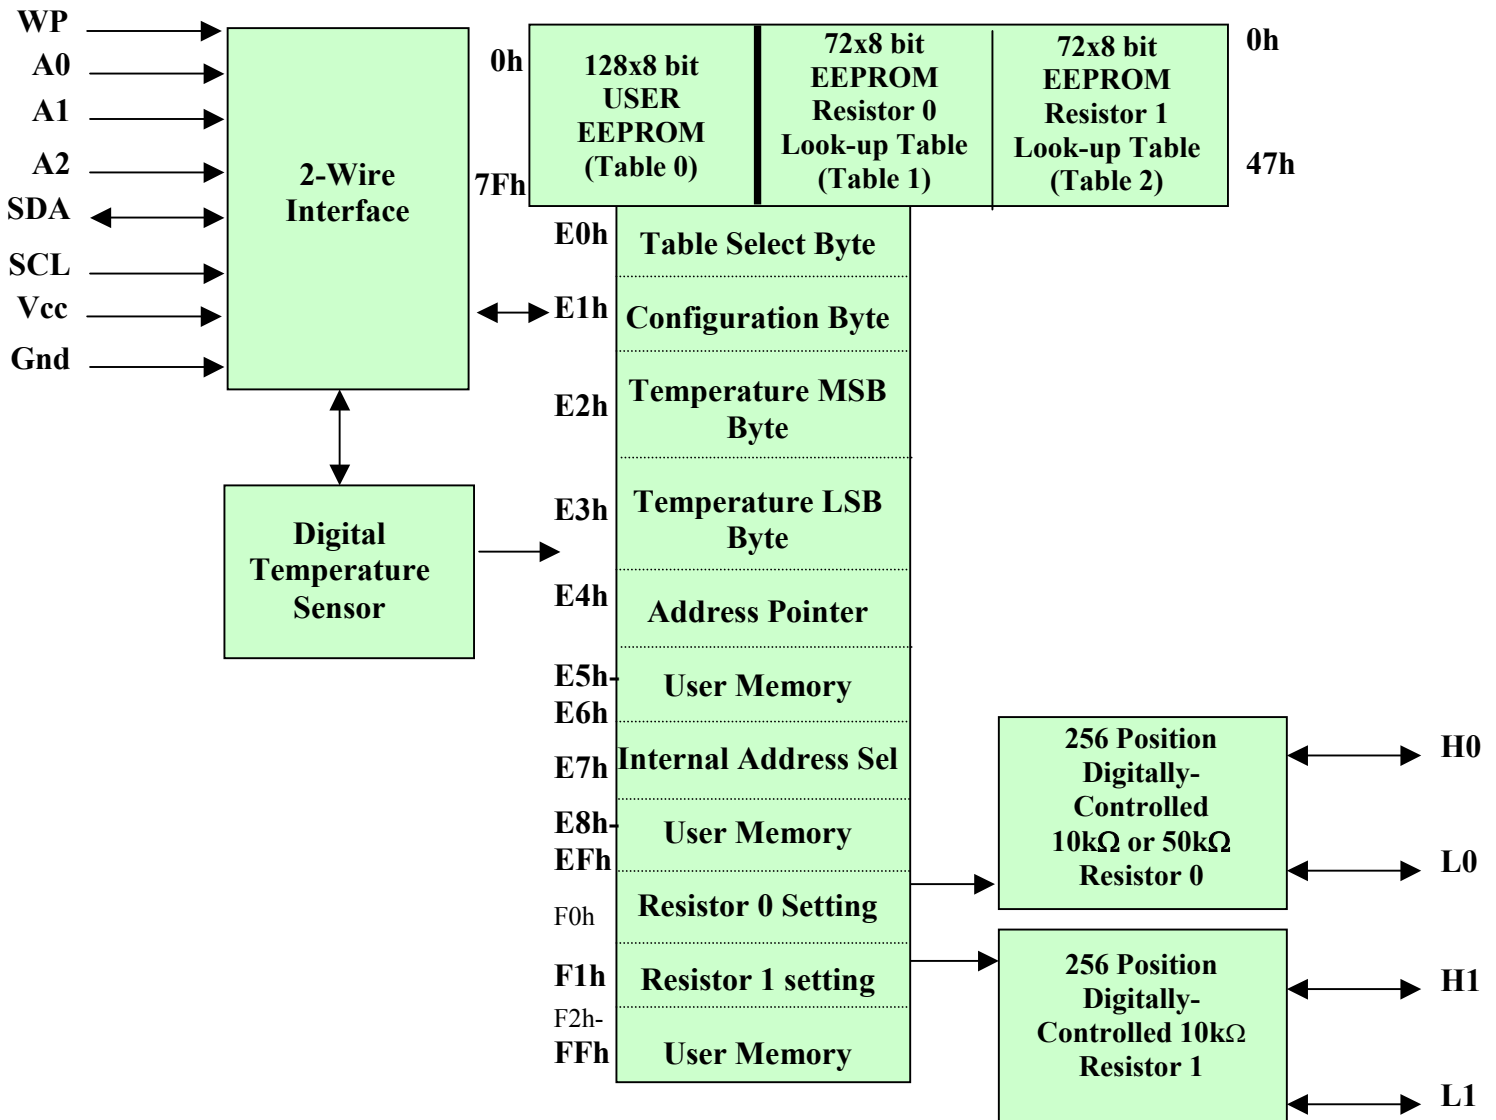 WP
A0
A1
A2
SDA
SCL
Vcc
Gnd
2-Wire
Interface
Digital
Temperature
Sensor
0h
7Fh
128x8 bit
USER
EEPROM
(Table 0)
72x8 bit
EEPROM
Resistor 0
Look-up Table
(Table 1)
72x8 bit
EEPROM
Resistor 1
Look-up Table
(Table 2)
0h
47h
E0h
Table Select Byte
E1h
Configuration Byte
E2h
Temperature MSB
Byte
E3h
Temperature LSB
Byte
E4h
Address Pointer
E5h-
E6h
User Memory
E7h
Internal Address Sel
E8h-
EFh
User Memory
F0h
Resistor 0 Setting
F1h
Resistor 1 setting
F2h-
FFh
User Memory
256 Position
Digitally-
Controlled
10kΩ or 50kΩ
Resistor 0
H0
L0
256 Position
Digitally-
Controlled 10kΩ
Resistor 1
H1
L1